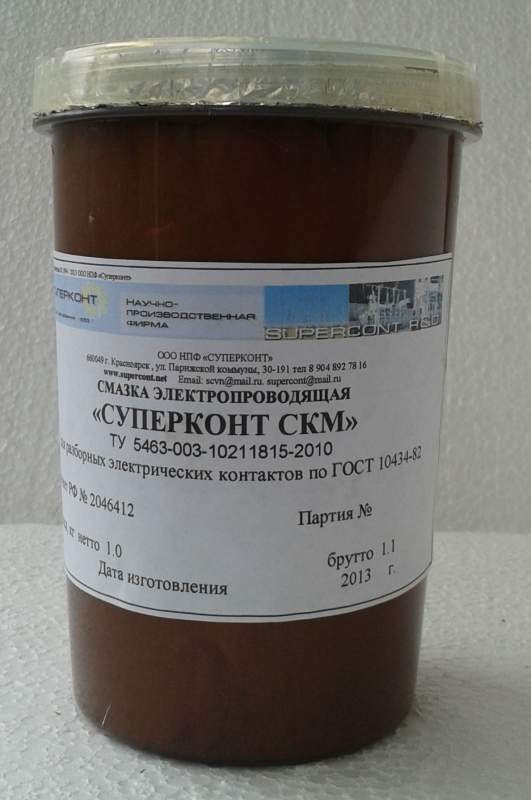 ООО НПФ «Суперконт»
НАУЧНО-
ПРОИЗВОДСТВЕННАЯ
ФИРМА
SUPERCONT
ООО НПФ «СУПЕРКОНТ»
660049 г. Красноярск, ул. Парижской коммуны, 30-191 тел 8 904 892 78 16
www.supercont.net Email: scvn@mail.ru. supercont@mail.ru
СМАЗКА ЭЛЕКТРОПРОВОДЯЩАЯ
«СУПЕРКОНТ СКМ»
ТУ 5463-003-10211815-2010
разборных электрических контактов по ГОСТ 10434-82
РФ № 2046412
Партия №
кг нетто 1.0
брутто 1.1
Дата изготовления
2013 г.